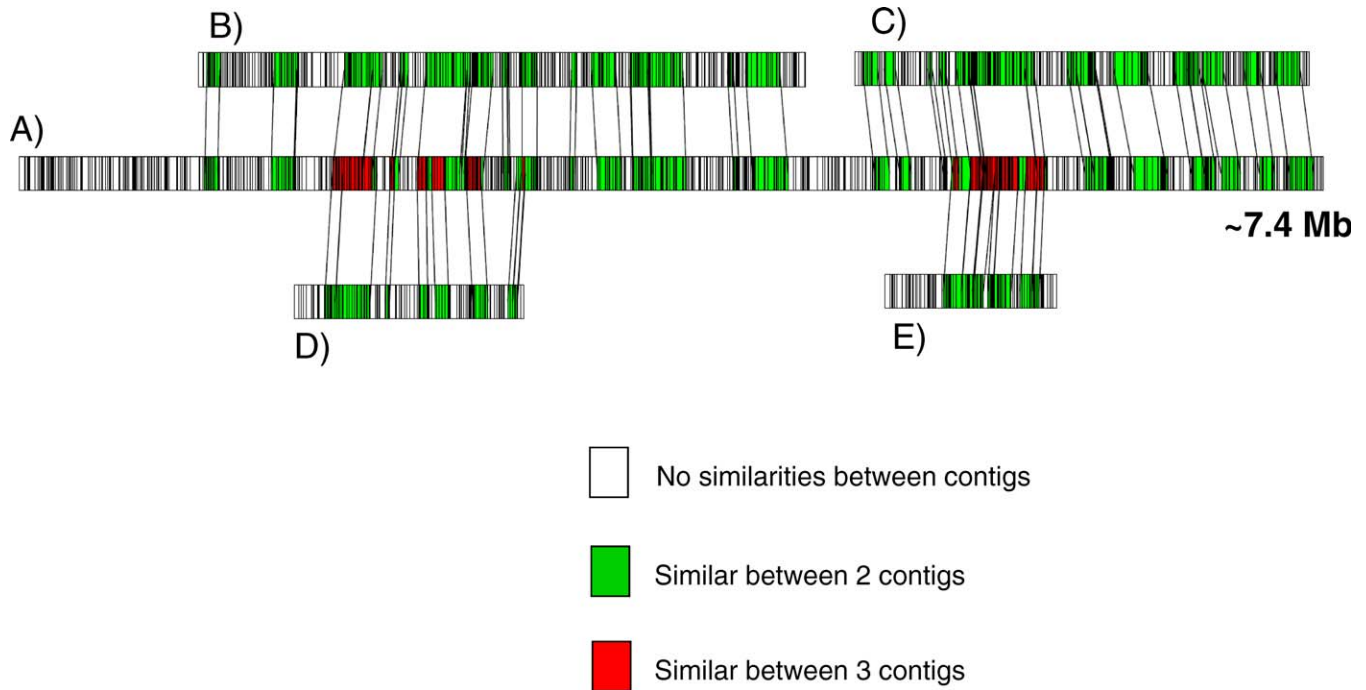 B)
C)
A)
~7.4 Mb
D)
E)
No similarities between contigs
Similar between 2 contigs
Similar between 3 contigs